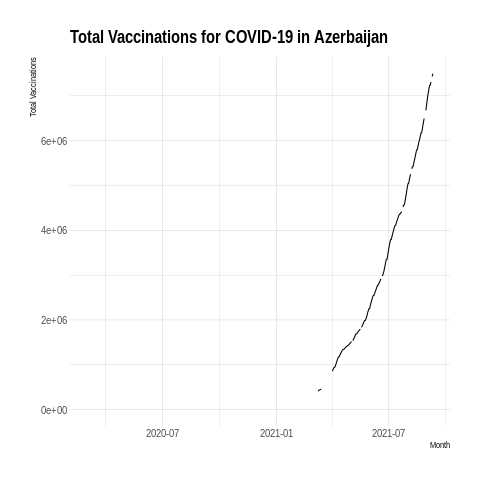 Total Vaccinations for COVID-19 in Azerbaijan
Total Vaccinations
6e+06
4e+06
2e+06
0e+00
2020-07 2021-01 2021-07
Month